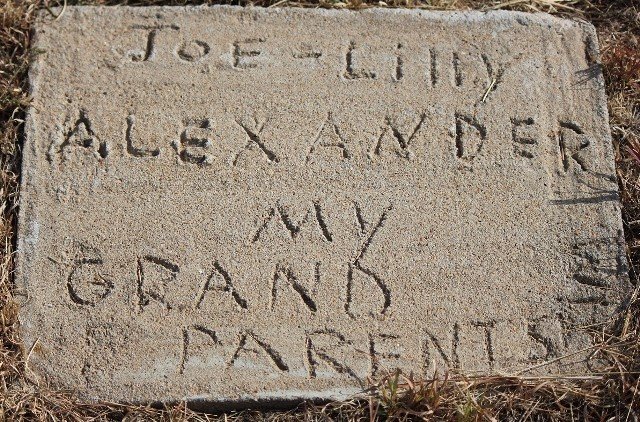 JOE - Lilly
ALEXANDER
My
GRAND
PARENTS